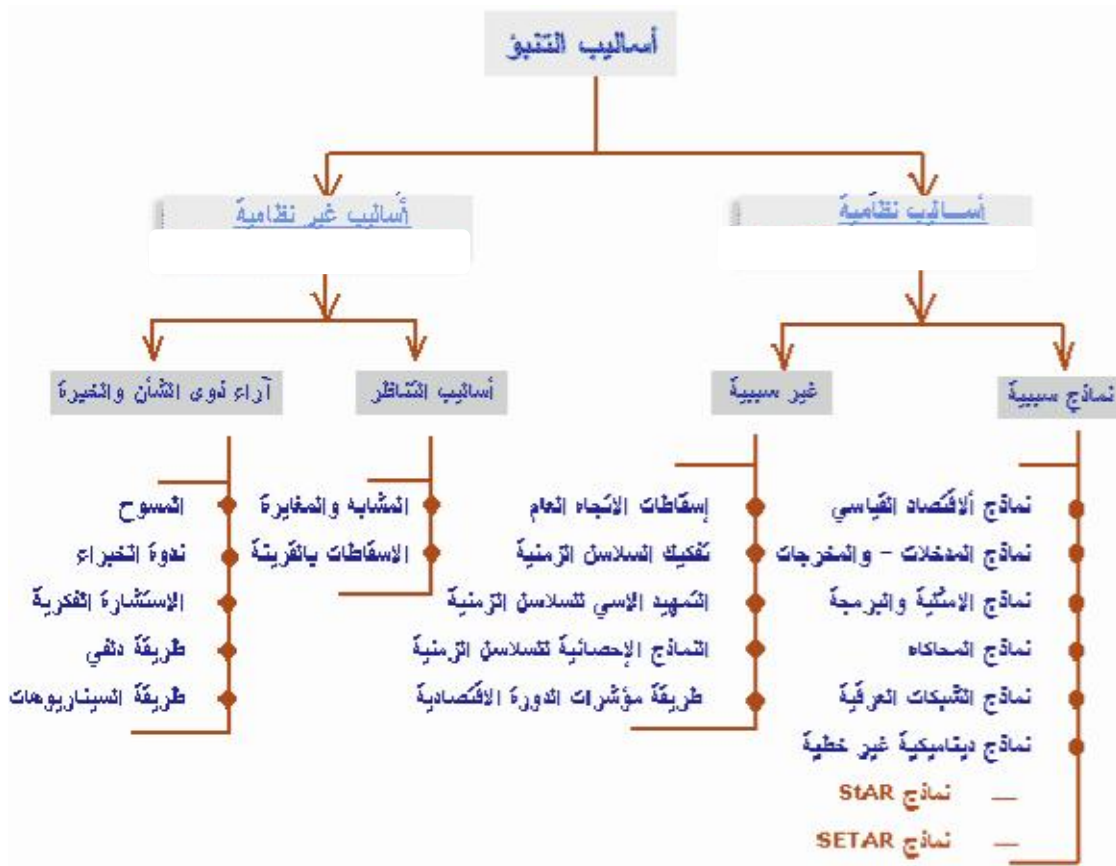 أساليب التنبؤ
أساليب نظامية
أساليب غير نظامية
نماذج سببية
غير سببية
أساليب التناظر
آراء ذوى الشأن والخبرة
نماذج ألاقتصاد القياسي
نماذج المدخلات - والمخرجات
نماذج الامثلية والبرمجة
نماذج المحاكاه
نماذج الشبكات العرقية
نماذج ديناميكية غير خطية
— نماذج StAR
— نماذج SETAR
إسقاطات الاتجاه العام
تفكيك السلاسل الزمنية
التمهيد الاسي للسلاسل الزمنية
النماذج الإحصائية للسلاسل الزمنية
طريقة مؤشرات الدورة الاقتصادية
المشابه والمغايرة
الاسقاطات بالقرينة
المسوح
ندوة الخبراء
الاستشارة الفكرية
طريقة دلفي
طريقة السيناريوهات